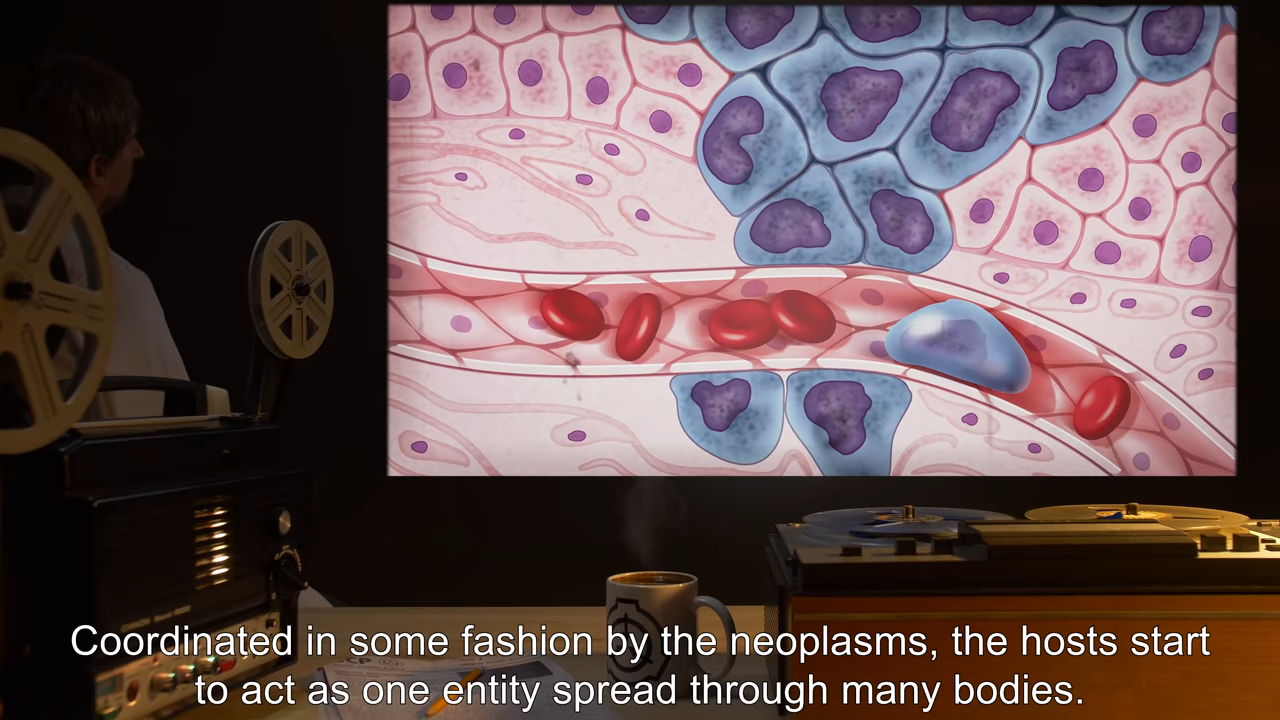 CP
Coordinated in some fashion by the neoplasms, the hosts start
to act as one entity spread through many bodies.